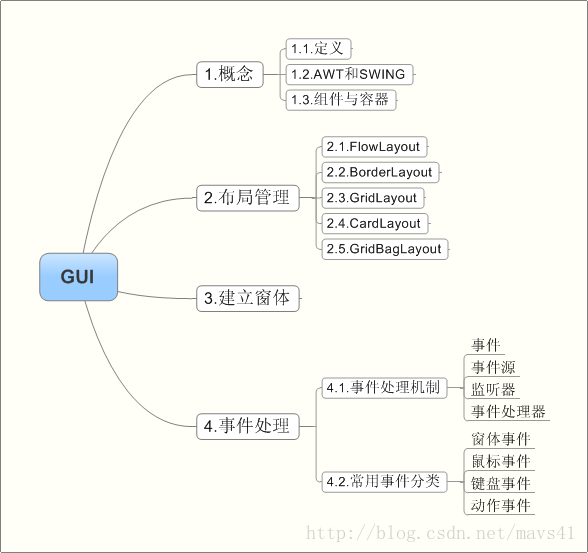 GUI
1.概念
1.1.定义
1.2.AWT和SWING
1.3.组件与容器
2.布局管理
2.1.FlowLayout
2.2.BorderLayout
2.3.GridLayout
2.4.CardLayout
2.5.GridBagLayout
3.建立窗体
4.事件处理
4.1.事件处理机制
事件
事件源
监听器
事件处理器
4.2.常用事件分类
窗体事件
鼠标事件
键盘事件
动作事件
http://blog.csdn.net/mavs41